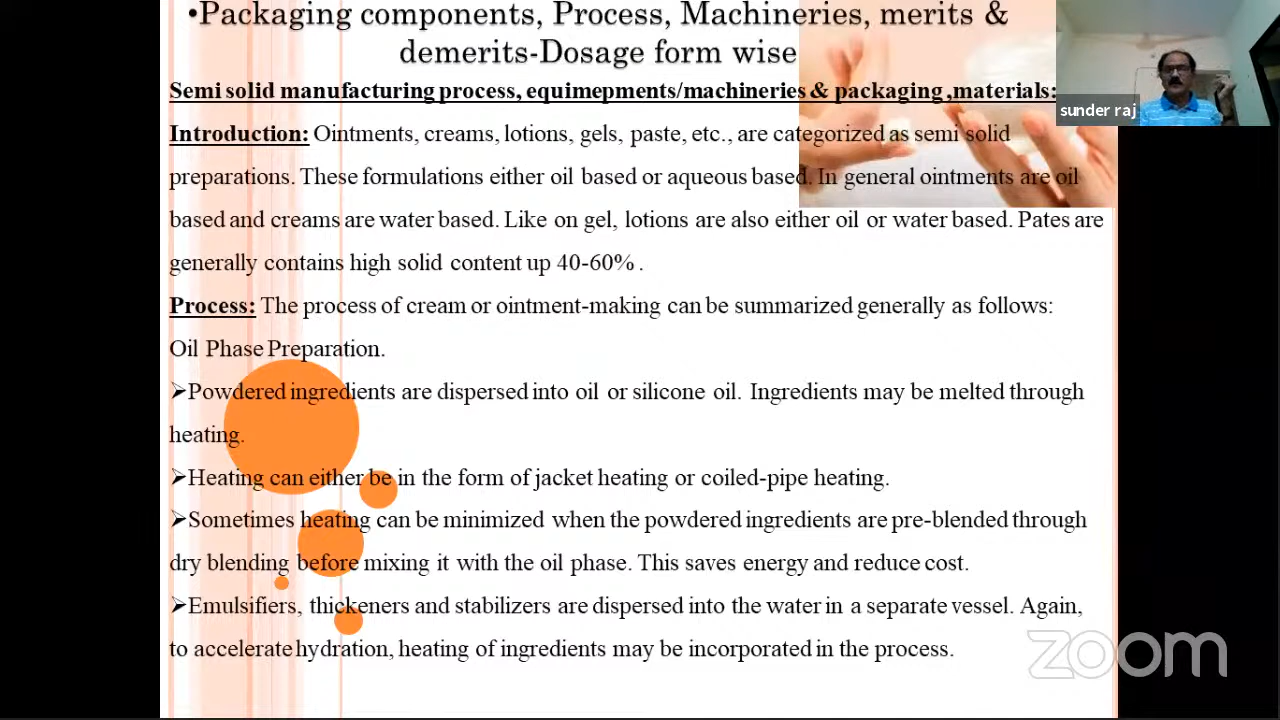 •Packaging components, Process, Machineries, merits &
demerits-Dosage form wise
Semi solid manufacturing process, equimepments/machineries & packaging ,materials:
sunder raj
Introduction: Ointments, creams, lotions, gels, paste, etc., are categorized as semi solid
preparations. These formulations either oil based or aqueous based. In general ointments are oil
based and creams are water based. Like on gel, lotions are also either oil or water based. Pates are
generally contains high solid content up 40-60% .
Process: The process of cream or ointment-making can be summarized generally as follows:
Oil Phase Preparation.
➢Powdered ingredients are dispersed into oil or silicone oil. Ingredients may be melted through
heating.
➢Heating can either be in the form of jacket heating or coiled-pipe heating.
➢Sometimes heating can be minimized when the powdered ingredients are pre-blended through
dry blending before mixing it with the oil phase. This saves energy and reduce cost.
➢Emulsifiers, thickeners and stabilizers are dispersed into the water in a separate vessel. Again,
to accelerate hydration, heating of ingredients may be incorporated in the process.
zoom